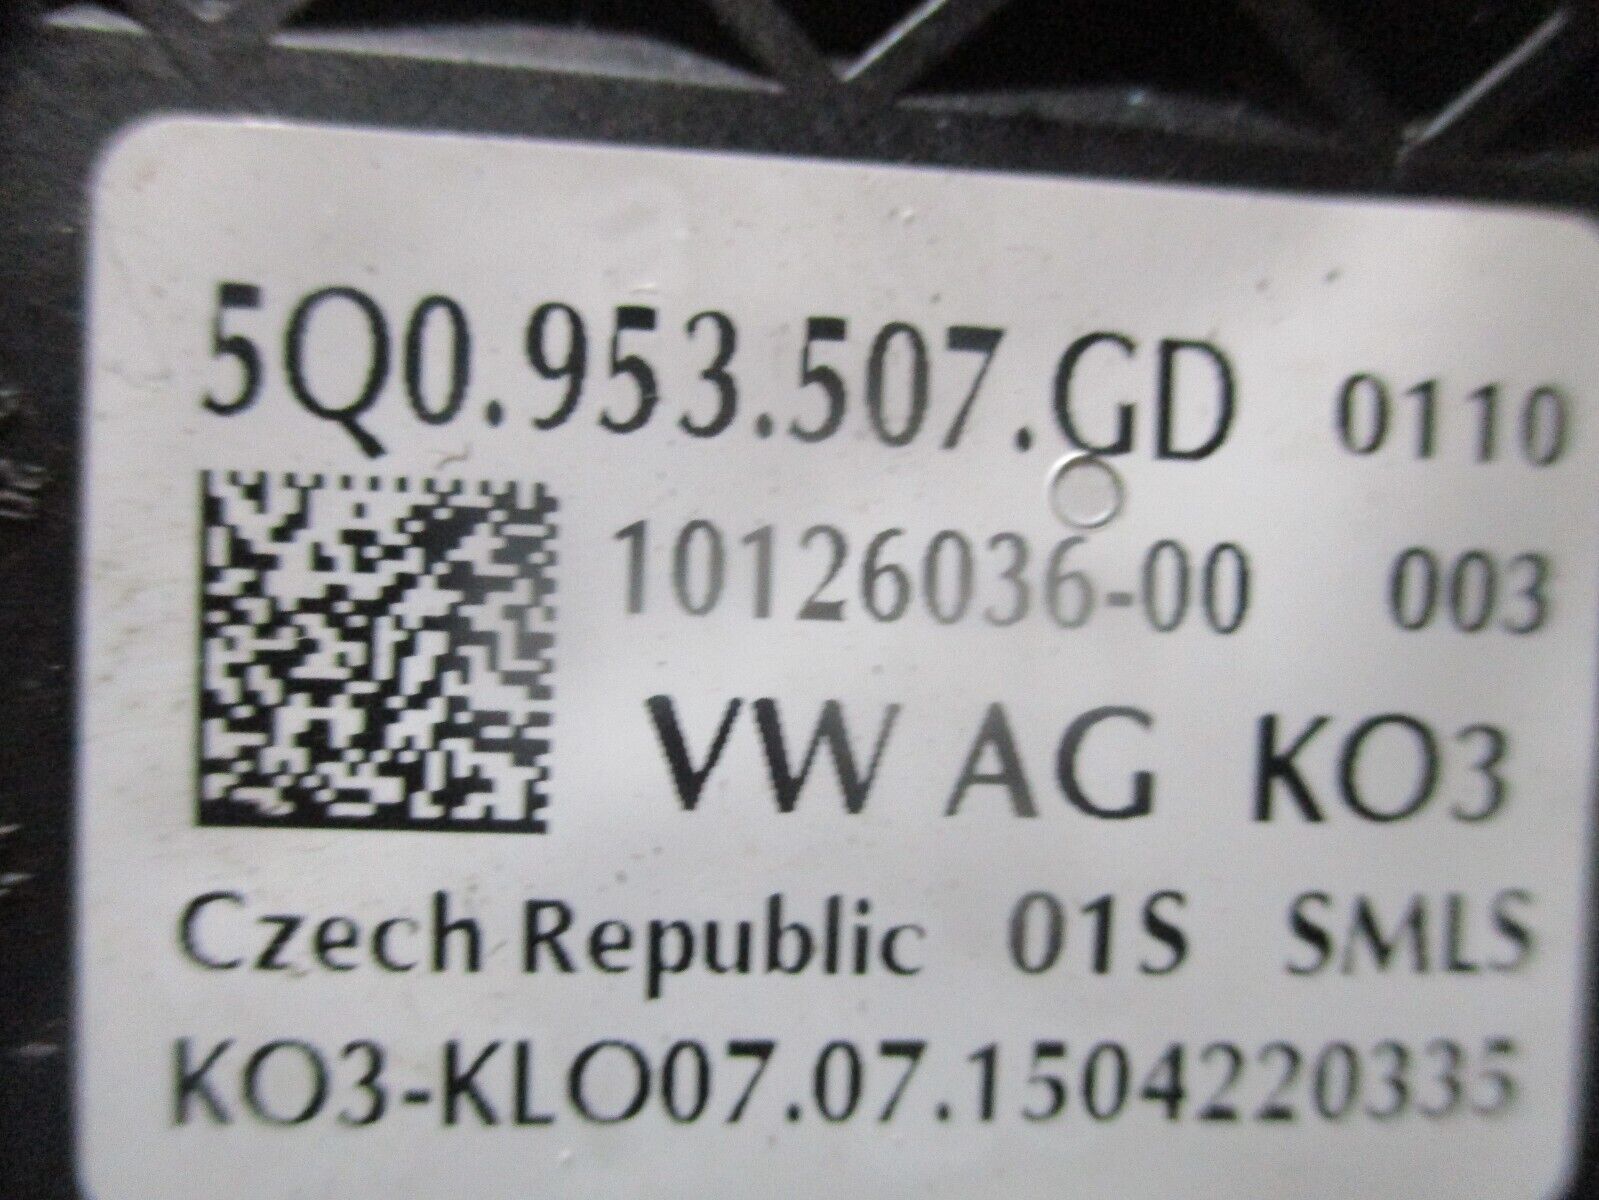 5Q0.953.507.GD 0110
10126036-00 003
VW AG KO3
Czech Republic 01S SMLS
KO3-KLO07.07.1504220335